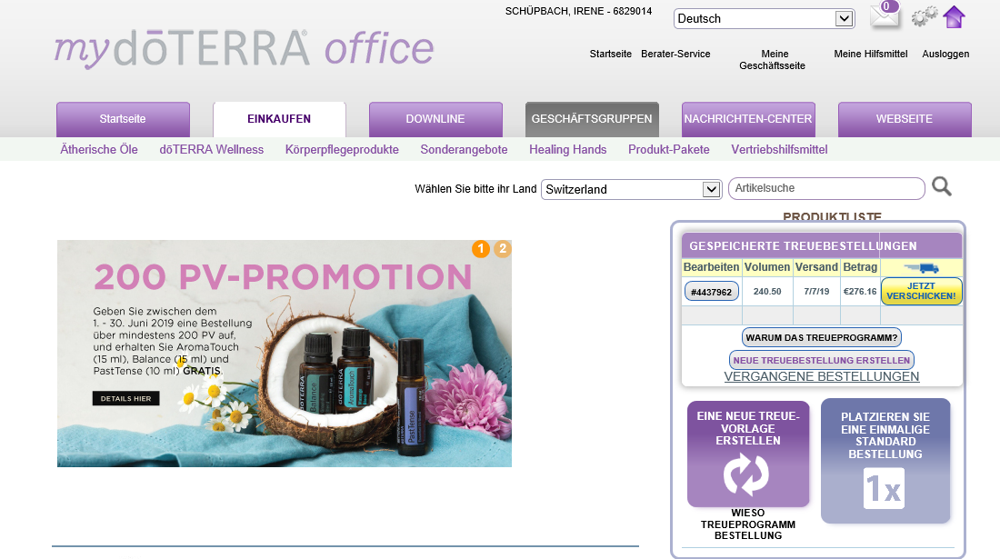 SCHÜPBACH, IRENE - 6829014
Deutsch
0
mydōTERRA® office
Startseite Berater-Service Meine Geschäftsseite Meine Hilfsmittel Ausloggen
Startseite EINKAUFEN DOWNLINE GESCHÄFTSGRUPPEN NACHRICHTEN-CENTER WEBSEITE
Ätherische Öle dōTERRA Wellness Körperpflegeprodukte Sonderangebote Healing Hands Produkt-Pakete Vertriebshilfsmittel
Wählen Sie bitte ihr Land Switzerland Artikelsuche
1 2
200 PV-PROMOTION
Geben Sie zwischen dem
1. - 30. Juni 2019 eine Bestellung
über mindestens 200 PV auf,
und erhalten Sie AromaTouch
(15 ml), Balance (15 ml) und
PastTense (10 ml) GRATIS.
DETAILS HIER
dōTERRA
Balance
dōTERRA
AromaTouch
PastTense
PRODUKTLISTE
GESPEICHERTE TREUEBESTELLUNGEN
Bearbeiten Volumen Versand Betrag
#4437962 240.50 7/7/19 €276.16 JETZT
VERSCHICKEN!
WARUM DAS TREUEPROGRAMM?
NEUE TREUEBESTELLUNG ERSTELLEN
VERGANGENE BESTELLUNGEN
EINE NEUE TREUE-
VORLAGE
ERSTELLEN
WIESO
TREUEPROGRAMM
BESTELLUNG
PLATZIEREN SIE
EINE EINMALIGE
STANDARD
BESTELLUNG
1x